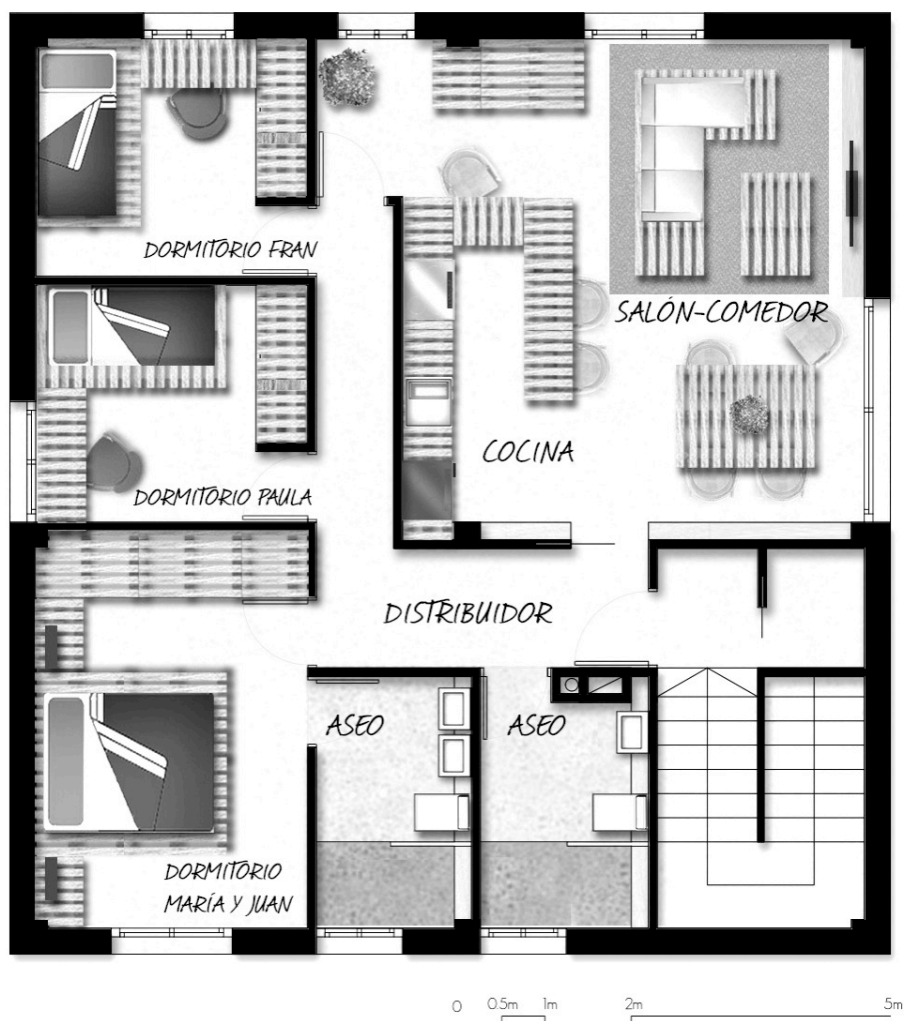 DORMITORIO FRAN
SALÓN-COMEDOR
COCINA
DORMITORIO PAULA
DISTRIBUIDOR
ASEO
ASEO
DORMITORIO
MARÍA Y JUAN
0 0.5m 1m 2m 5m